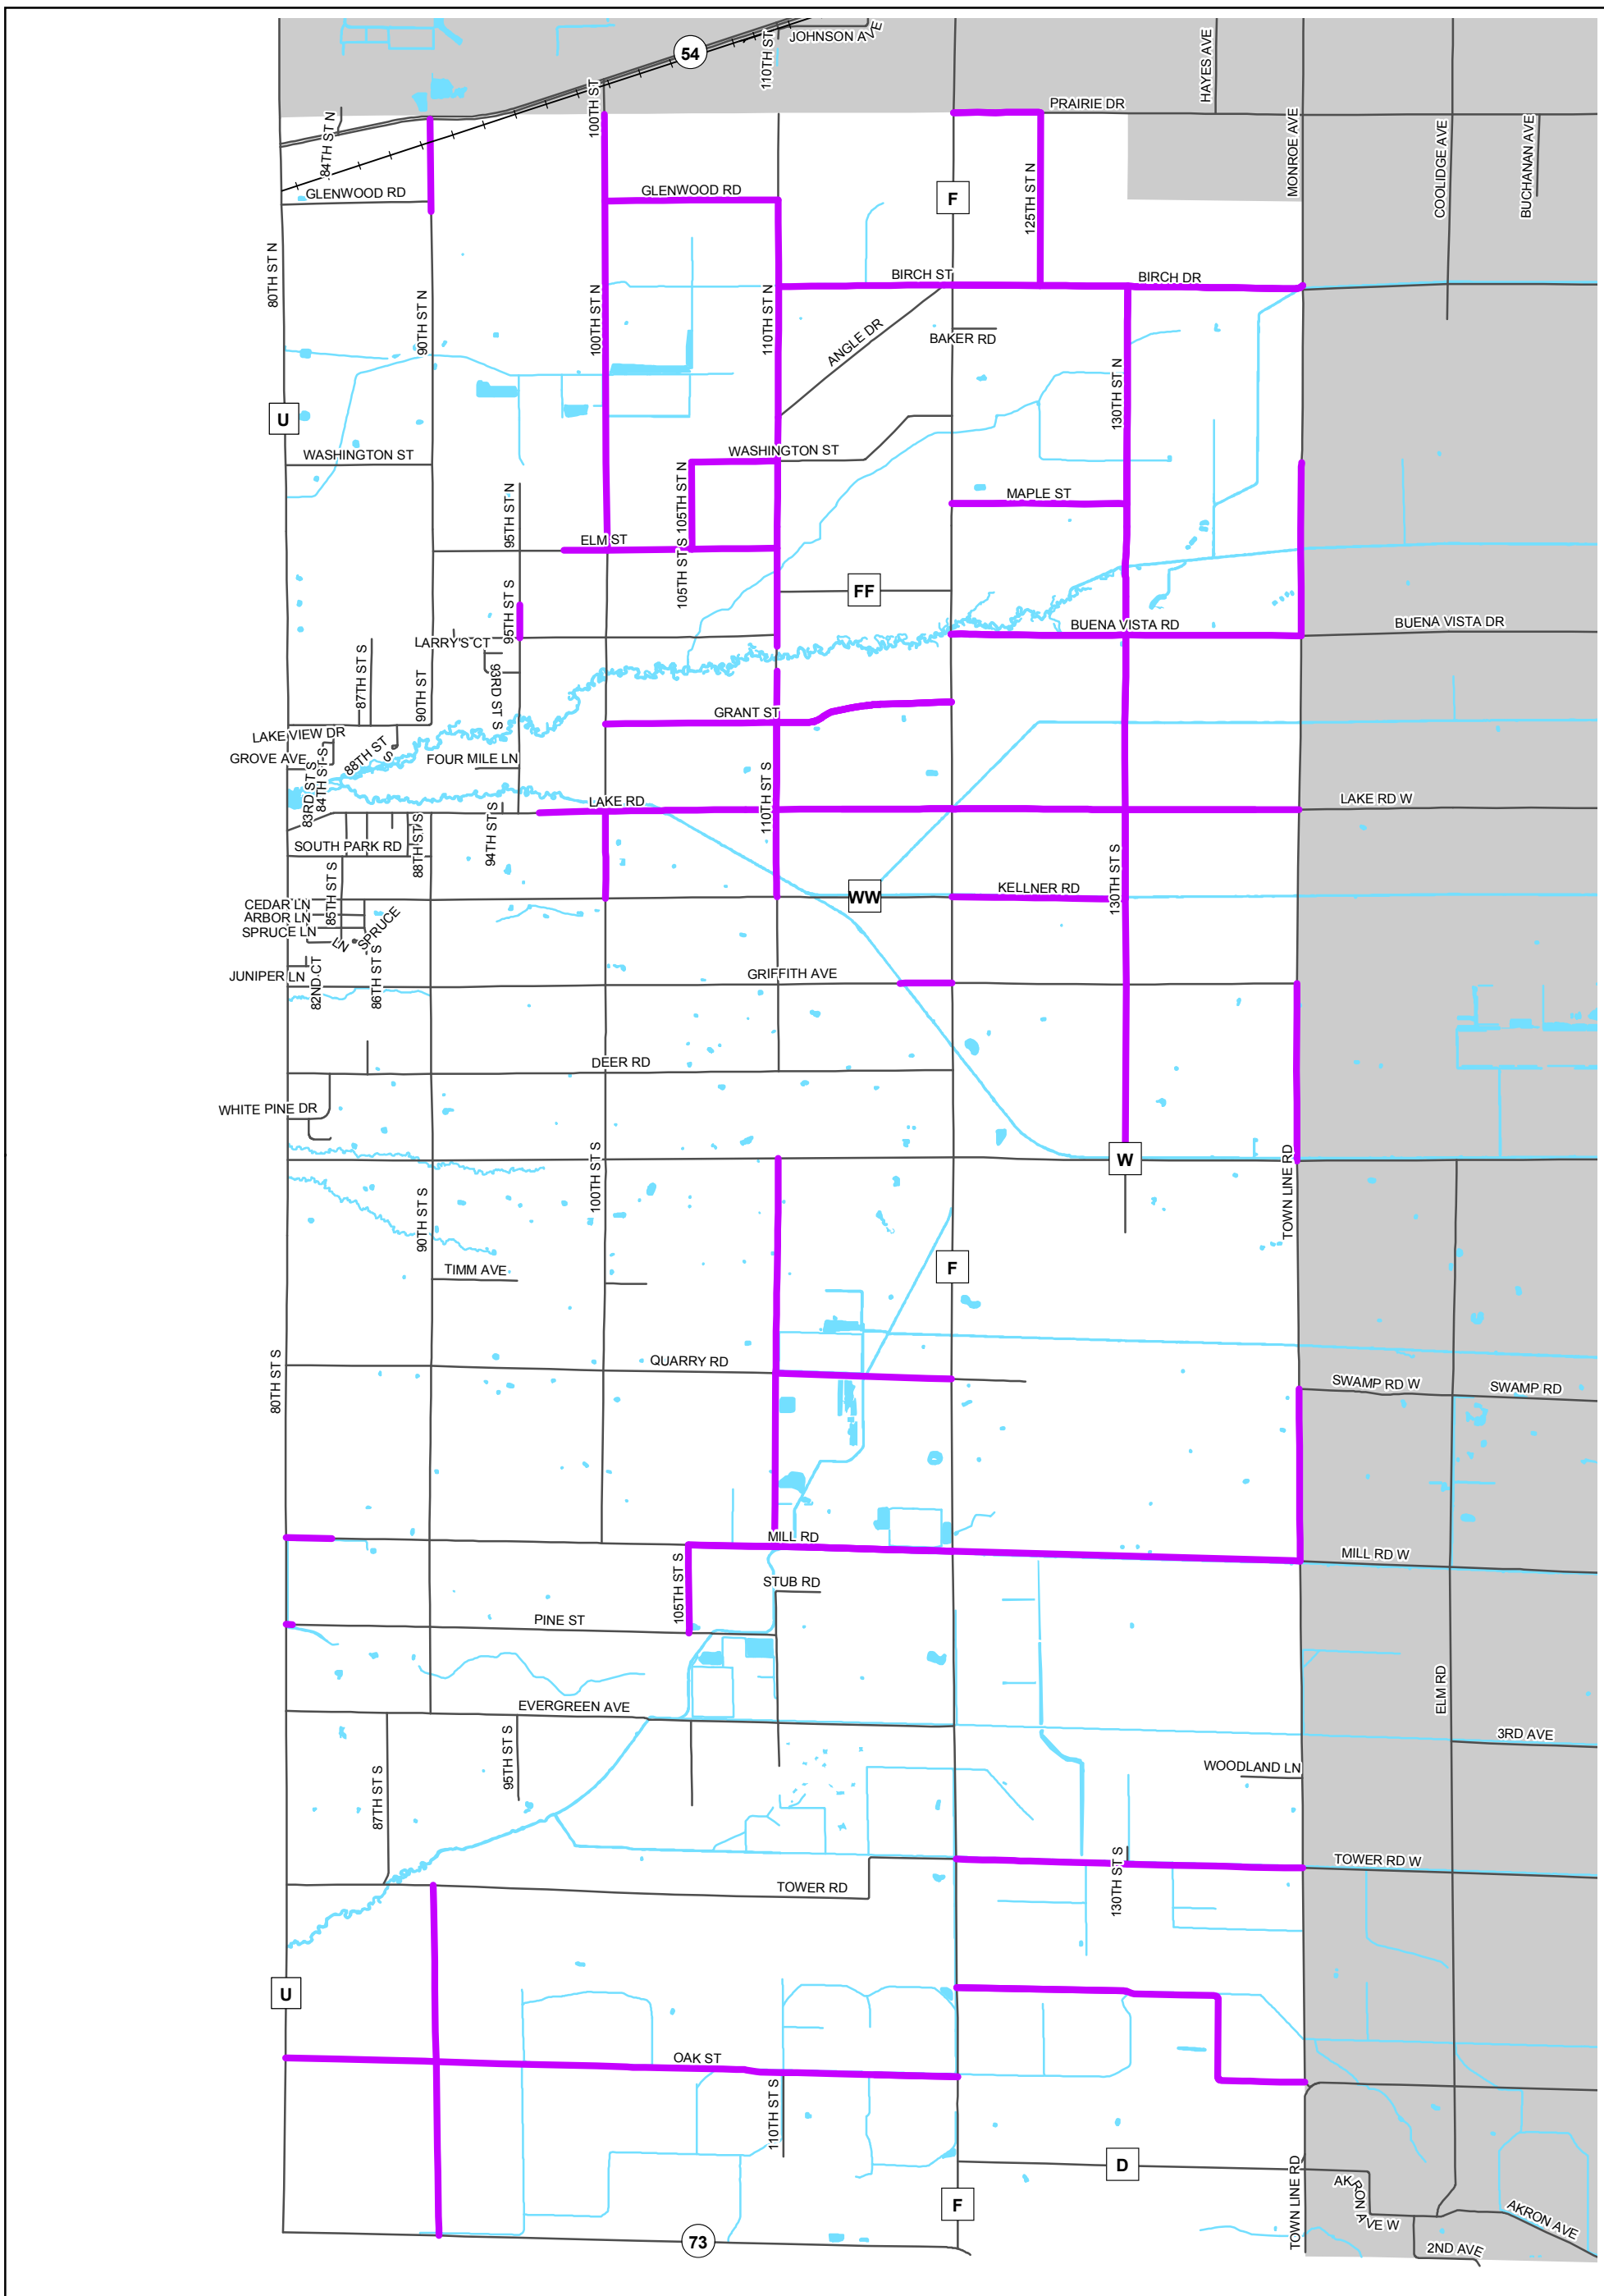 JOHNSON AVE
54
110TH ST
HAYES AVE
100TH ST
PRAIRIE DR
84TH ST N
MONROE AVE
COOLIDGE AVE
BUCHANAN AVE
GLENWOOD RD
GLENWOOD RD
F
125TH ST N
80TH ST N
BIRCH ST
BIRCH DR
90TH ST N
100TH ST N
110TH ST N
ANGLE DR
BAKER RD
130TH ST N
U
WASHINGTON ST
WASHINGTON ST
95TH ST N
105TH ST N
MAPLE ST
ELM ST
105TH ST S
FF
95TH ST S
LARRY'S CT
BUENA VISTA RD
BUENA VISTA DR
87TH ST S
90TH ST
93RD ST S
GRANT ST
LAKE VIEW DR
GROVE AVE
88TH ST S
FOUR MILE LN
83RD ST S
84TH ST S
110TH ST S
LAKE RD
LAKE RD W
94TH ST S
88TH ST S
SOUTH PARK RD
85TH ST S
130TH ST S
WW
KELLNER RD
CEDAR LN
ARBOR LN
SPRUCE LN
SPRUCE LN
JUNIPER LN
82ND CT
86TH ST S
GRIFFITH AVE
DEER RD
WHITE PINE DR
W
100TH ST S
90TH ST S
TOWN LINE RD
TIMM AVE
F
80TH ST S
QUARRY RD
SWAMP RD W
SWAMP RD
MILL RD
MILL RD W
105TH ST S
STUB RD
PINE ST
EVERGREEN AVE
ELM RD
3RD AVE
95TH ST S
87TH ST S
WOODLAND LN
130TH ST S
TOWER RD W
TOWER RD
U
OAK ST
110TH ST S
D
F
TOWN LINE RD
AKRON AVE W
AKRON AVE
2ND AVE
73